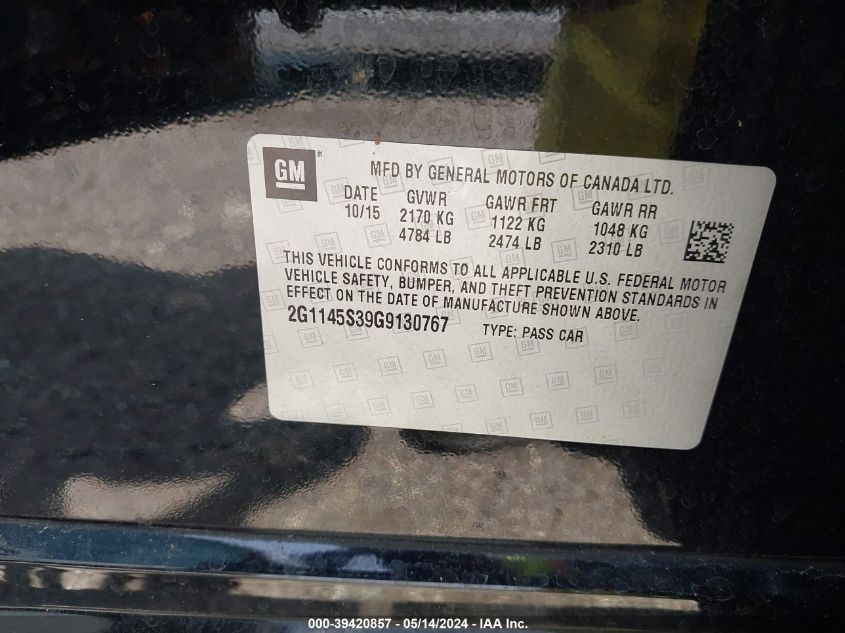 GM
MFD BY GENERAL MOTORS OF CANADA LTD.
DATE GVWR GAWR FRT GAWR RR
10/15 2170 KG 1122 KG 1048 KG
4784 LB 2474 LB 2310 LB
THIS VEHICLE CONFORMS TO ALL APPLICABLE U.S. FEDERAL MOTOR
VEHICLE SAFETY, BUMPER, AND THEFT PREVENTION STANDARDS IN
EFFECT ON THE DATE OF MANUFACTURE SHOWN ABOVE.
2G1145S39G9130767 TYPE: PASS CAR
000-39420857 - 05/14/2024 - IAA Inc.